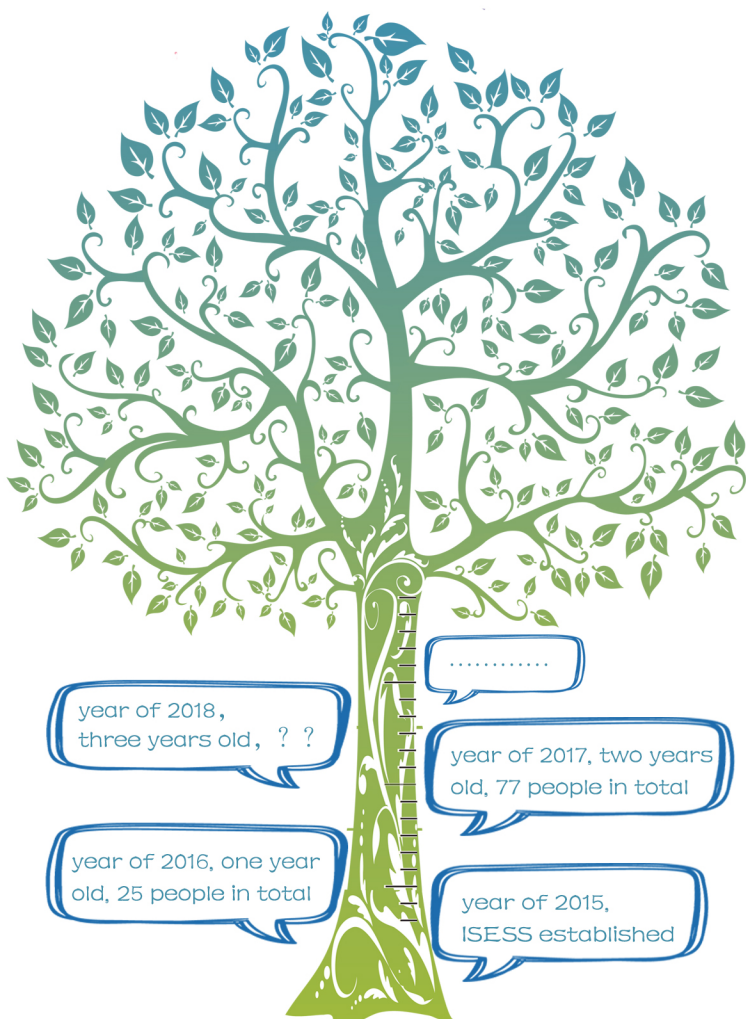 ............
year of 2018，
three years old，？？
year of 2017, two years
old, 77 people in total
year of 2016, one year
old, 25 people in total
year of 2015,
ISESS established